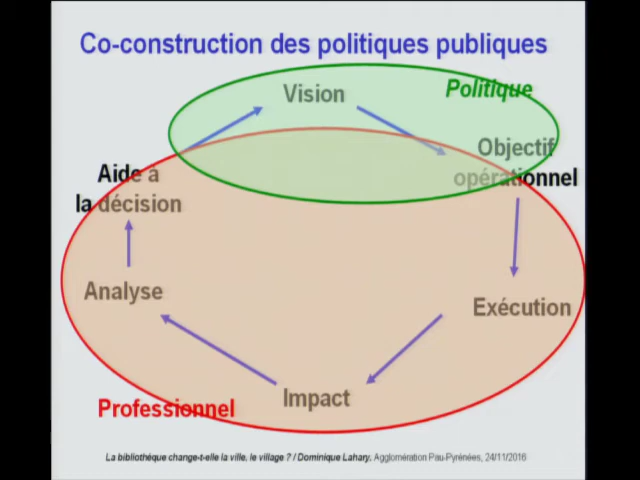 Co-construction des politiques publiques
Politique
Vision
Objectif
opérationnel
Aide à
la décision
Analyse
Exécution
Impact
Professionnel
La bibliothèque change-t-elle la ville, le village ? / Dominique Lahary, Agglomération Pau-Pyrénées, 24/11/2016